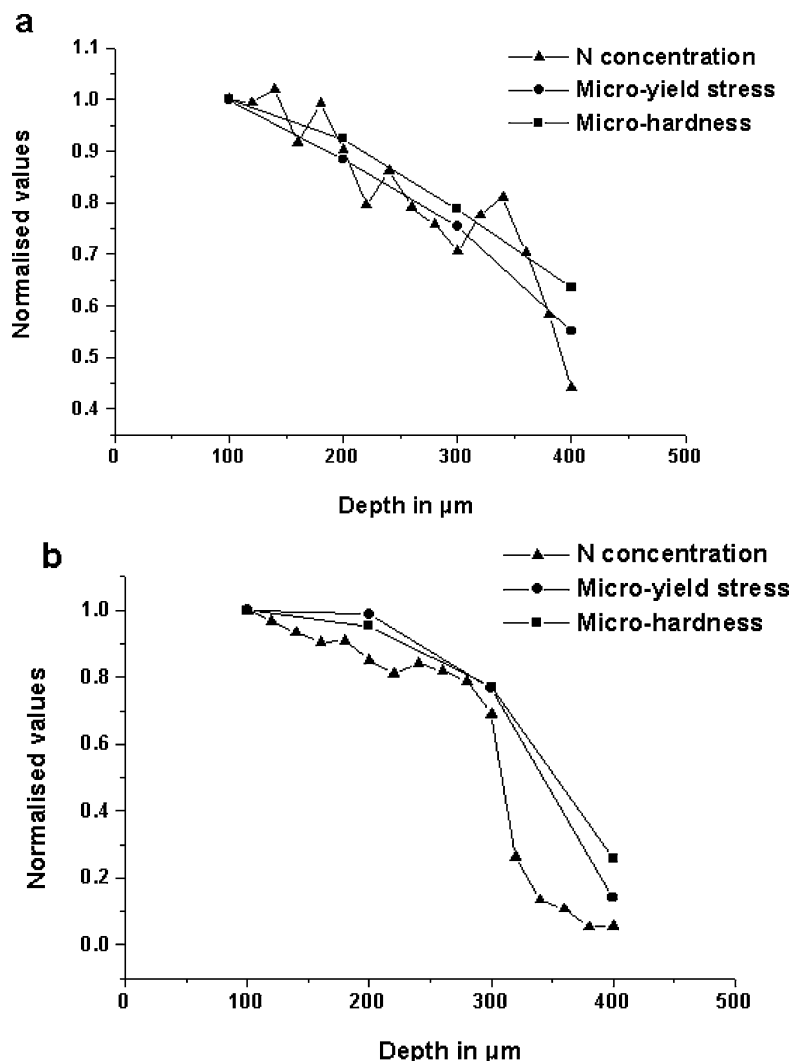 a
N concentration
Micro-yield stress
Micro-hardness
Normalised values
1.1
1.0
0.9
0.8
0.7
0.6
0.5
0.4
0 100 200 300 400 500
Depth in µm
b
N concentration
Micro-yield stress
Micro-hardness
Normalised values
1.0
0.8
0.6
0.4
0.2
0.0
0 100 200 300 400 500
Depth in µm